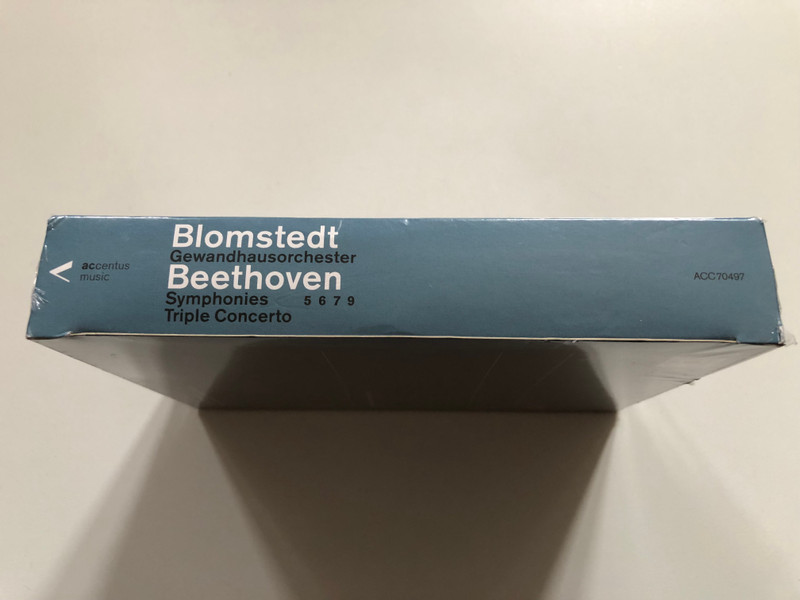 Blomstedt
Gewandhausorchester
accentus
music
Beethoven
Symphonies 5 6 7 9
Triple Concerto
ACC70497